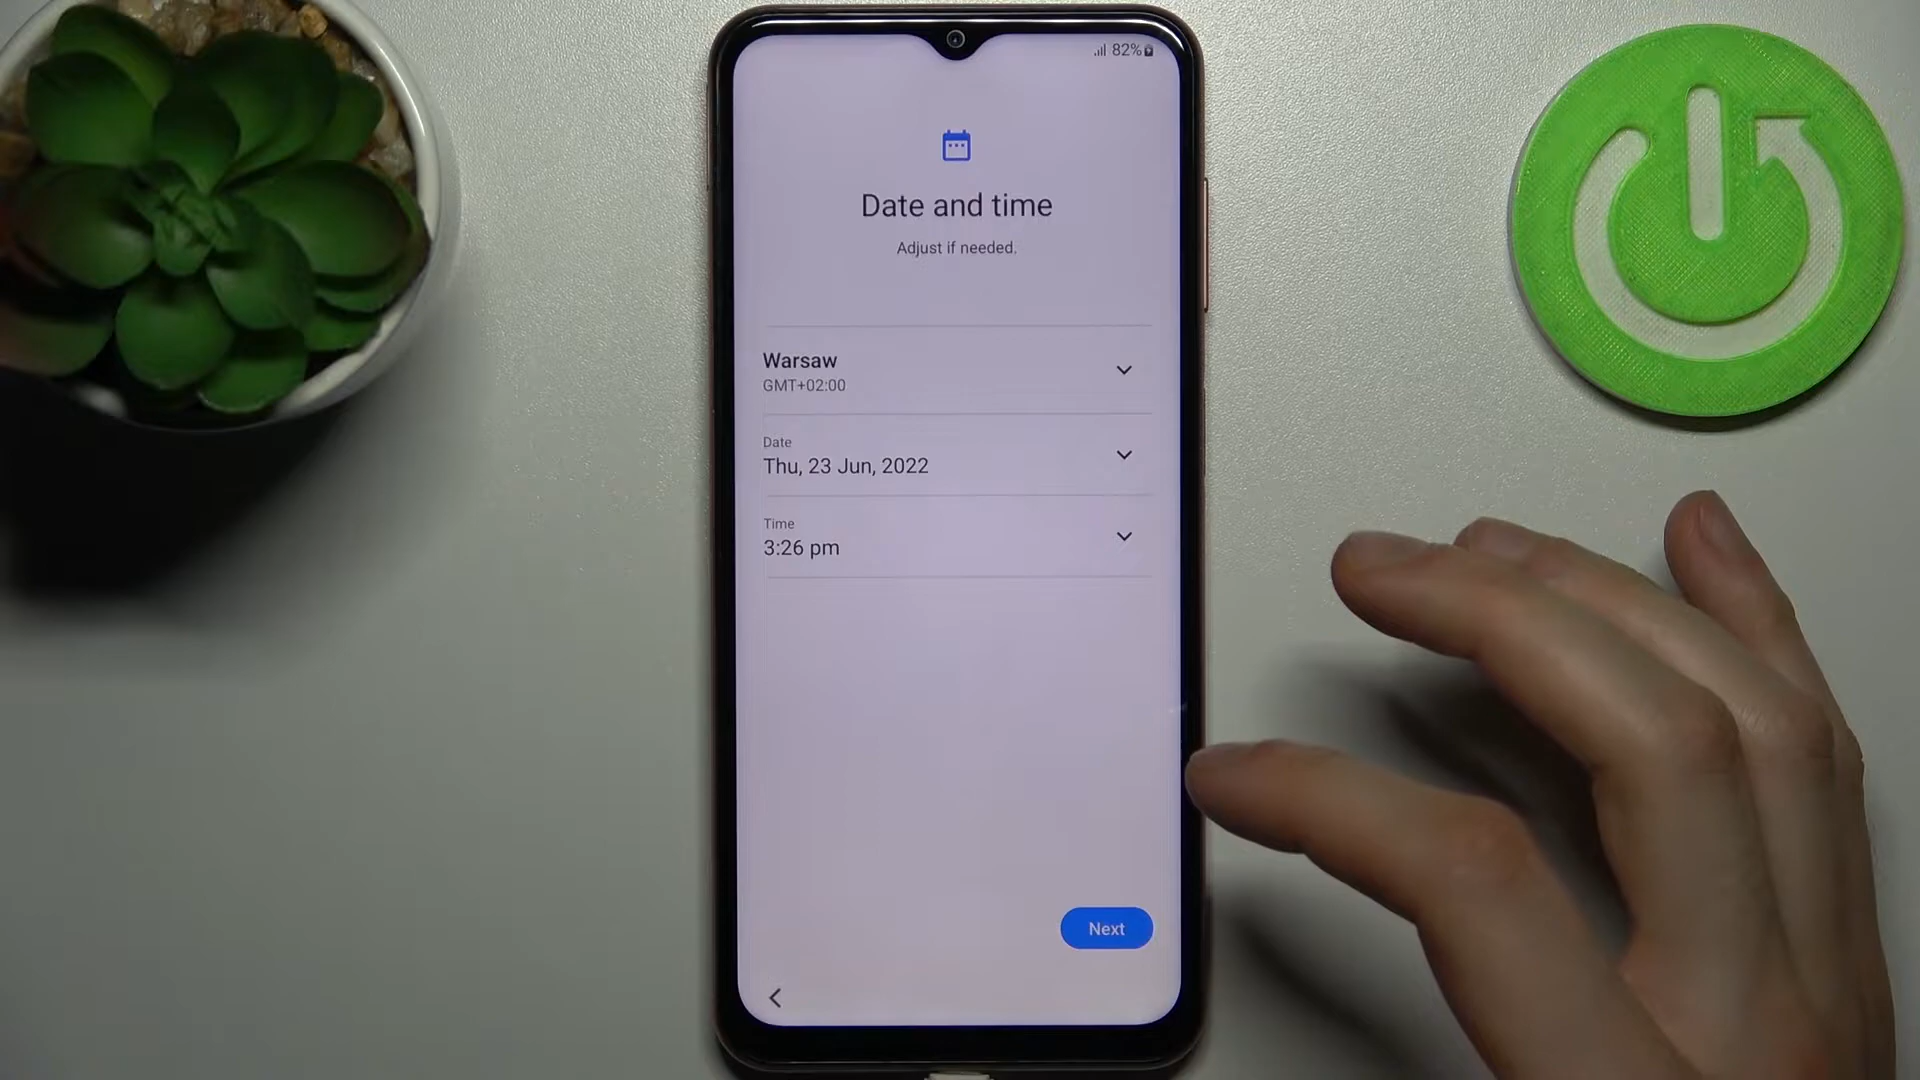 82%
Date and time
Adjust if needed.
Warsaw
GMT+02:00
Date
Thu, 23 Jun, 2022
Time
3:26 pm
Next